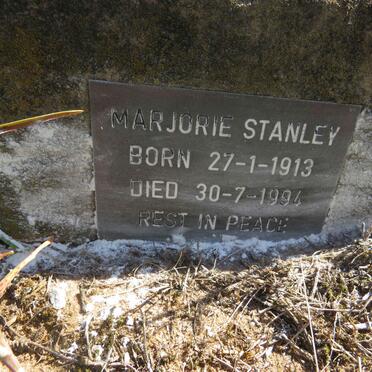 MARJORIE STANLEY
BORN 27-1-1913
DIED 30-7-1994
REST IN PEACE